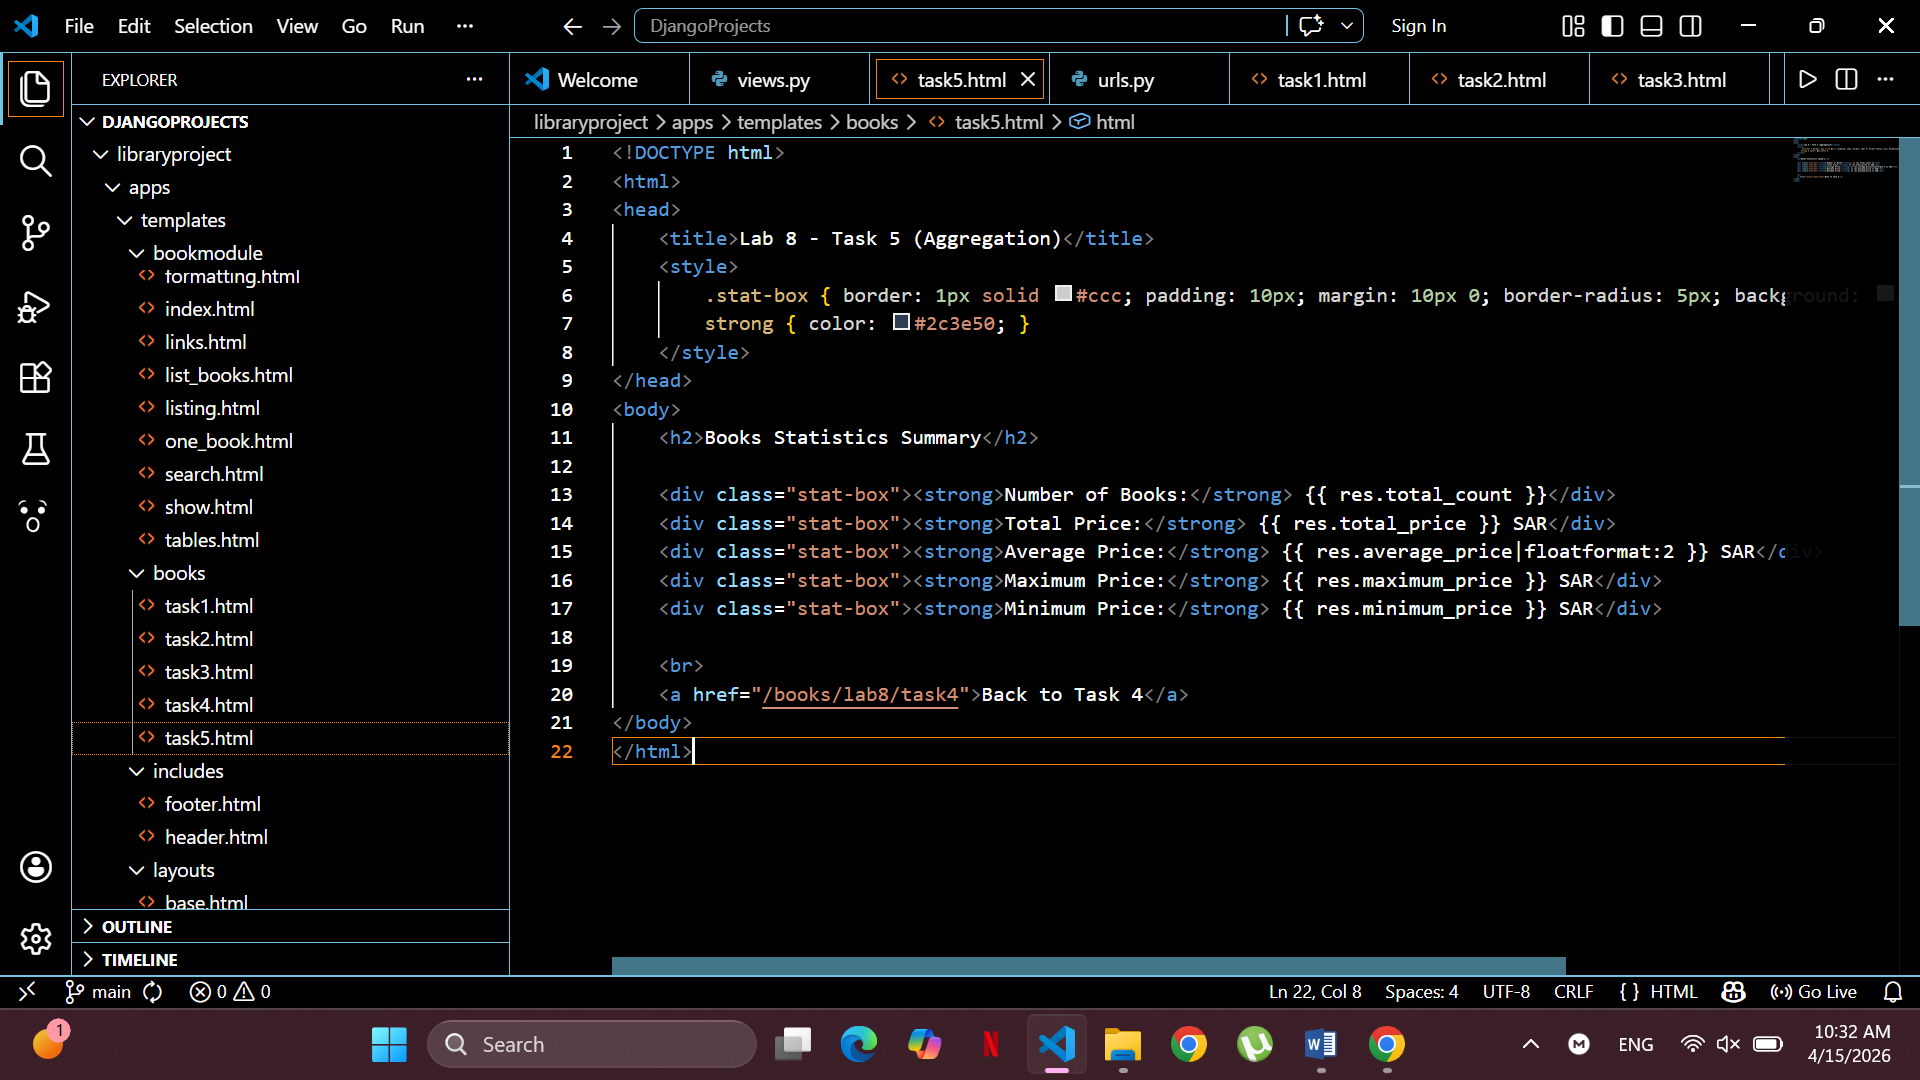 File Edit Selection View Go Run ··· DjangoProjects Sign In
EXPLORER ···
Welcome views.py task5.html urls.py task1.html task2.html task3.html ···
DJANGOPROJECTS
libraryproject > apps > templates > books > task5.html > html
libraryproject
apps
templates
bookmodule
formatting.html
index.html
links.html
list_books.html
listing.html
one_book.html
search.html
show.html
tables.html
books
task1.html
task2.html
task3.html
task4.html
task5.html
includes
footer.html
header.html
layouts
base.html
OUTLINE
TIMELINE
1 <!DOCTYPE html>
2 <html>
3 <head>
4 <title>Lab 8 - Task 5 (Aggregation)</title>
5 <style>
6 .stat-box { border: 1px solid #ccc; padding: 10px; margin: 10px 0; border-radius: 5px; background:
7 strong { color: #2c3e50; }
8 </style>
9 </head>
10 <body>
11 <h2>Books Statistics Summary</h2>
12
13 <div class="stat-box"><strong>Number of Books:</strong> {{ res.total_count }}</div>
14 <div class="stat-box"><strong>Total Price:</strong> {{ res.total_price }} SAR</div>
15 <div class="stat-box"><strong>Average Price:</strong> {{ res.average_price|floatformat:2 }} SAR</div>
16 <div class="stat-box"><strong>Maximum Price:</strong> {{ res.maximum_price }} SAR</div>
17 <div class="stat-box"><strong>Minimum Price:</strong> {{ res.minimum_price }} SAR</div>
18
19 <br>
20 <a href="/books/lab8/task4">Back to Task 4</a>
21 </body>
22 </html>
main 0 0 Ln 22, Col 8 Spaces: 4 UTF-8 CRLF { } HTML Go Live
1 Search ENG 10:32 AM
4/15/2026